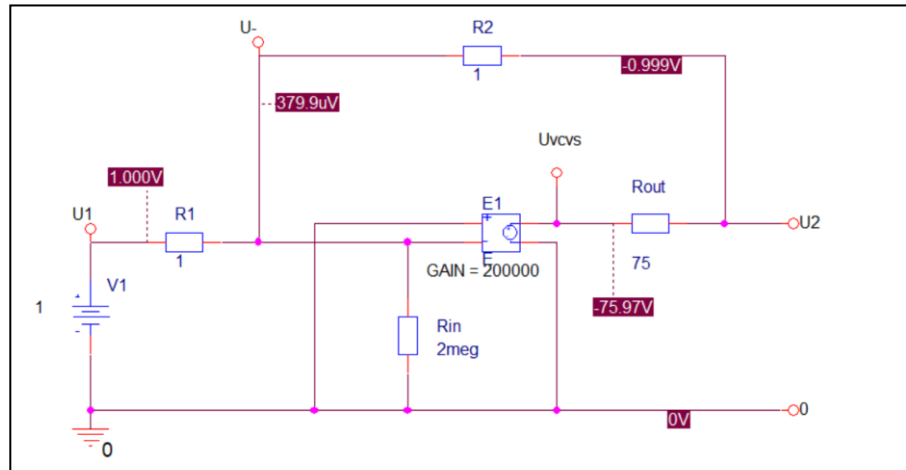 U-
R2
1
-0.999V
379.9uV
Uvcvs
1.000V
Rout
U1
R1
E1
U2
1
E
75
GAIN = 200000
V1
1
-75.97V
Rin
2meg
0V
0
0